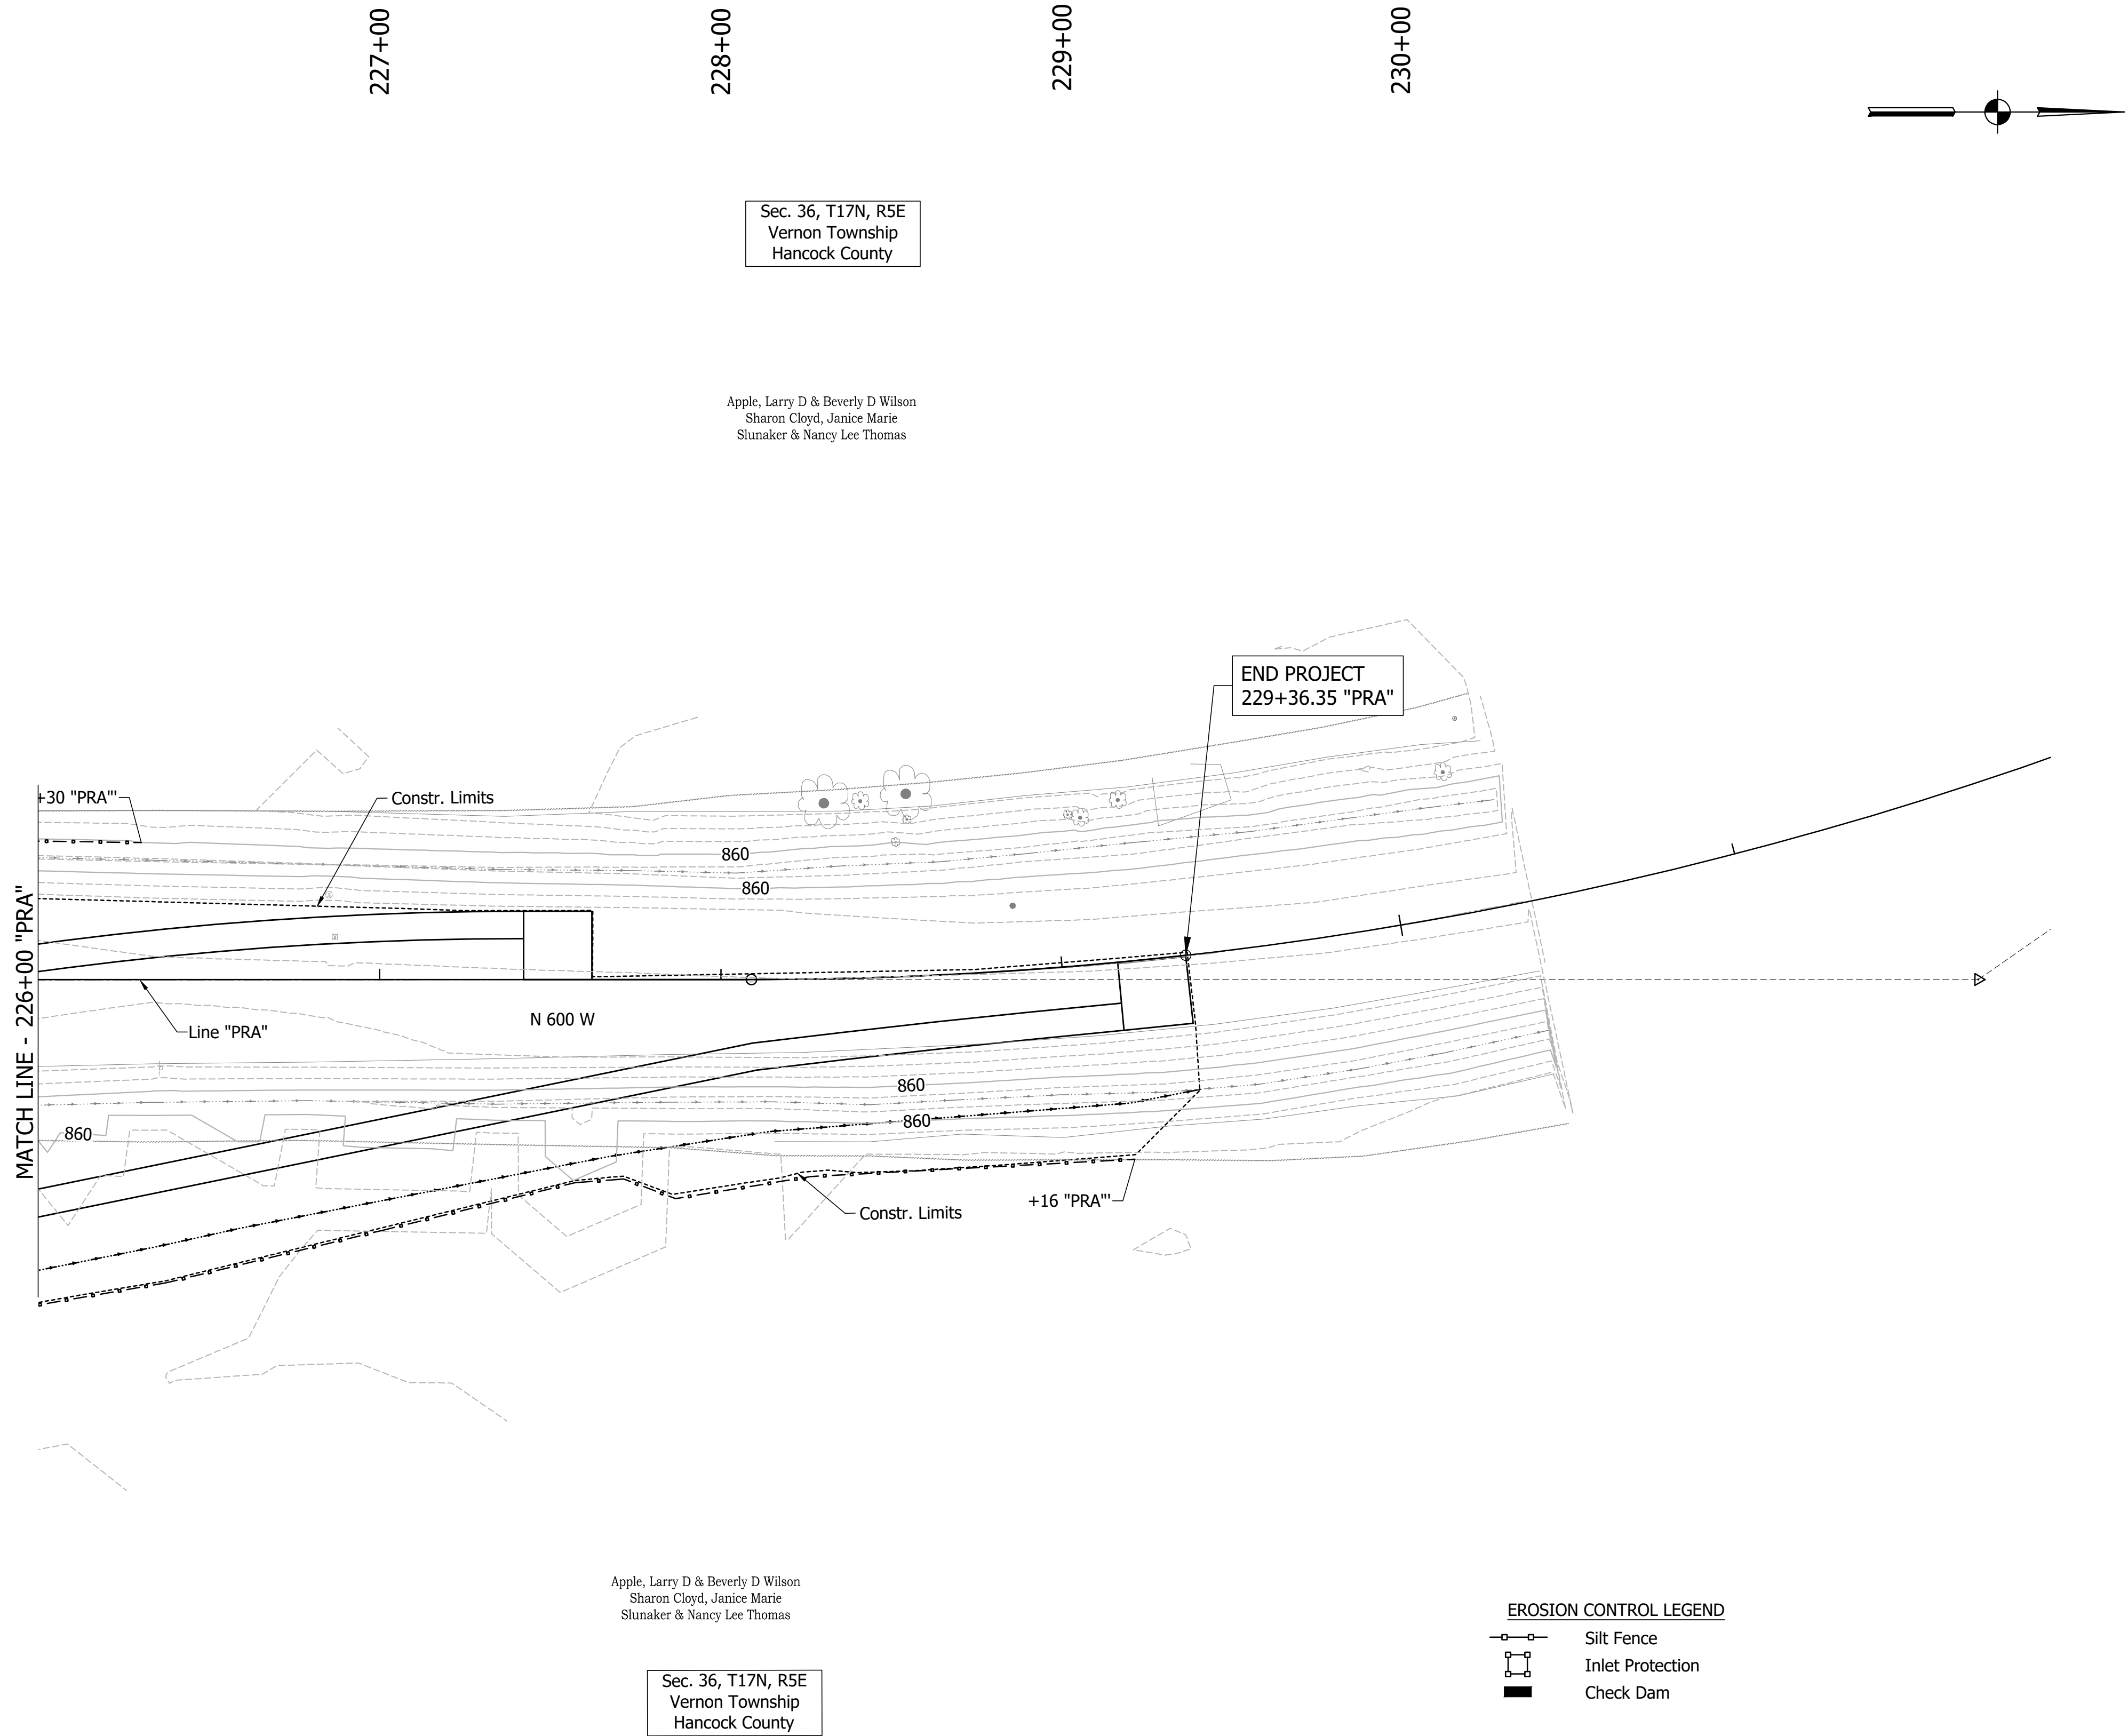 227+00
228+00
229+00
230+00
Sec. 36, T17N, R5E
Vernon Township
Hancock County
Apple, Larry D & Beverly D Wilson
Sharon Cloyd, Janice Marie
Slunaker & Nancy Lee Thomas
END PROJECT
229+36.35 "PRA"
+30 "PRA'"
Constr. Limits
860
860
MATCH LINE - 226+00 "PRA"
Line "PRA"
N 600 W
860
860
860
+16 "PRA'"
Constr. Limits
Apple, Larry D & Beverly D Wilson
Sharon Cloyd, Janice Marie
Slunaker & Nancy Lee Thomas
EROSION CONTROL LEGEND
Silt Fence
Inlet Protection
Check Dam
Sec. 36, T17N, R5E
Vernon Township
Hancock County